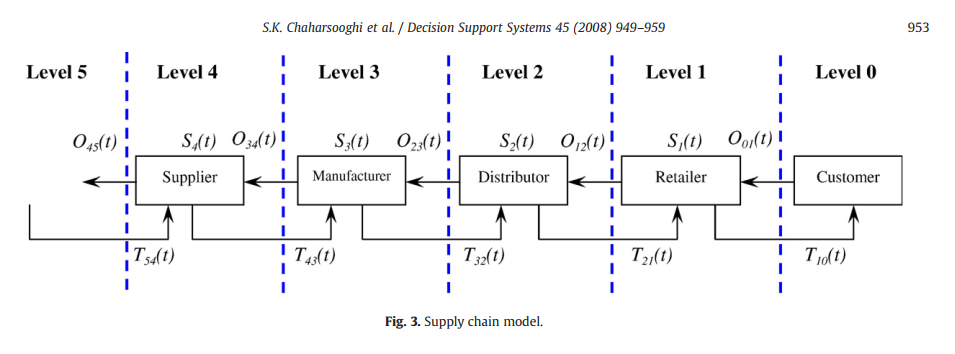 S.K. Chaharsooghi et al. / Decision Support Systems 45 (2008) 949–959 953
Level 5 Level 4 Level 3 Level 2 Level 1 Level 0
O45(t) S4(t) O34(t) S3(t) O23(t) S2(t) O12(t) S1(t) O01(t)
Supplier Manufacturer Distributor Retailer Customer
T54(t) T43(t) T32(t) T21(t) T10(t)
Fig. 3. Supply chain model.